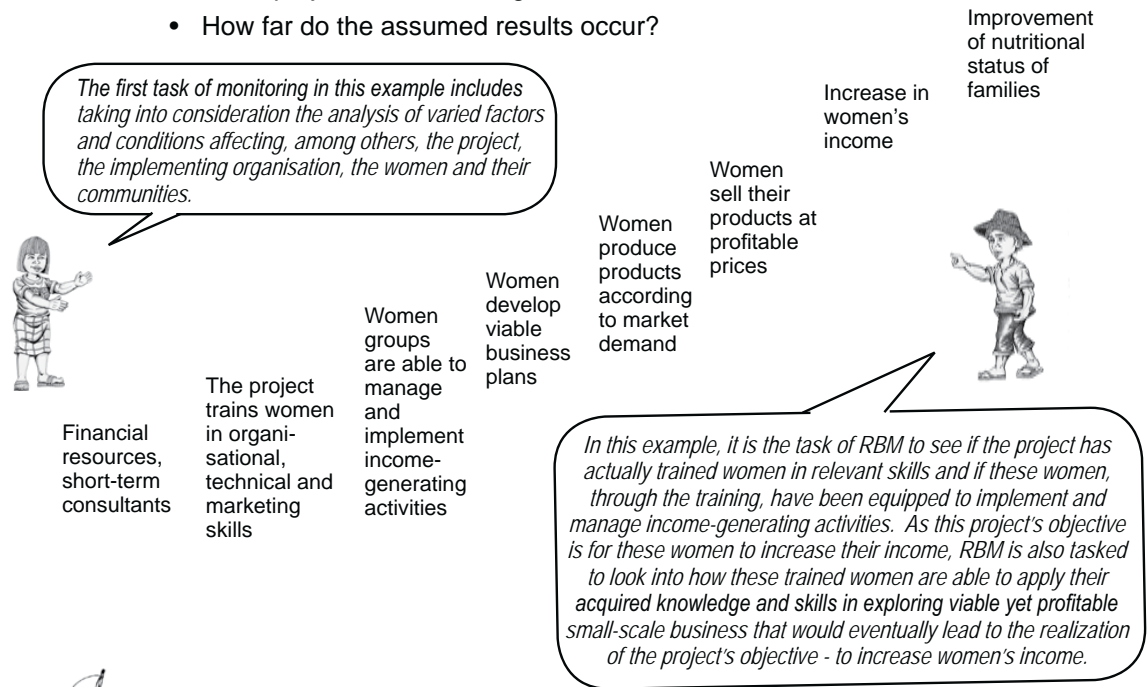 • How far do the assumed results occur?
The first task of monitoring in this example includes
taking into consideration the analysis of varied factors
and conditions affecting, among others, the project,
the implementing organisation, the women and their
communities.
Financial
resources,
short-term
consultants
The project
trains women
in organi-
sational,
technical and
marketing
skills
Women
groups
are able to
manage
and
implement
income-
generating
activities
Women
develop
viable
business
plans
Women
produce
products
according
to market
demand
Women
sell their
products at
profitable
prices
Increase in
women's
income
Improvement
of nutritional
status of
families
In this example, it is the task of RBM to see if the project has
actually trained women in relevant skills and if these women,
through the training, have been equipped to implement and
manage income-generating activities. As this project's objective
is for these women to increase their income, RBM is also tasked
to look into how these trained women are able to apply their
acquired knowledge and skills in exploring viable yet profitable
small-scale business that would eventually lead to the realization
of the project's objective - to increase women's income.